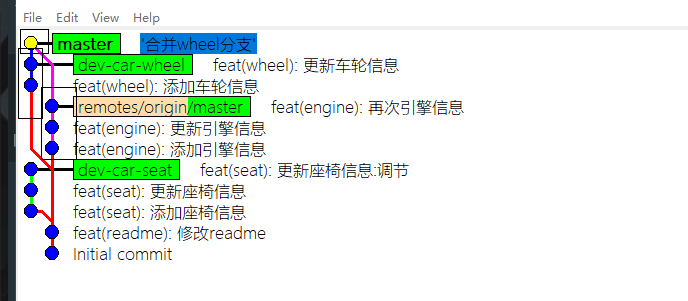 File Edit View Help
master '合并wheel分支'
dev-car-wheel feat(wheel): 更新车轮信息
feat(wheel): 添加车轮信息
remotes/origin/master feat(engine): 再次引擎信息
feat(engine): 更新引擎信息
feat(engine): 添加引擎信息
dev-car-seat feat(seat): 更新座椅信息:调节
feat(seat): 更新座椅信息
feat(seat): 添加座椅信息
feat(readme): 修改readme
Initial commit